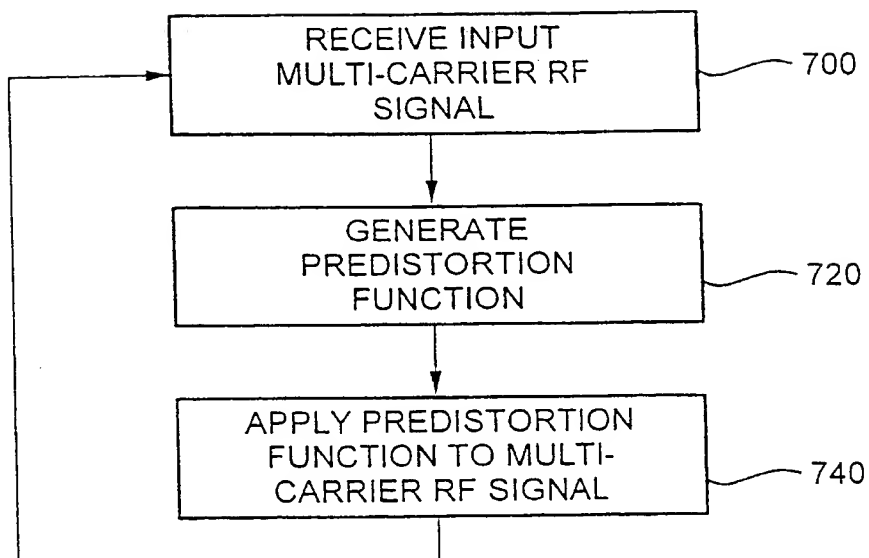 RECEIVE INPUT
MULTI-CARRIER RF
SIGNAL
700
GENERATE
PREDISTORTION
FUNCTION
720
APPLY PREDISTORTION
FUNCTION TO MULTI-
CARRIER RF SIGNAL
740